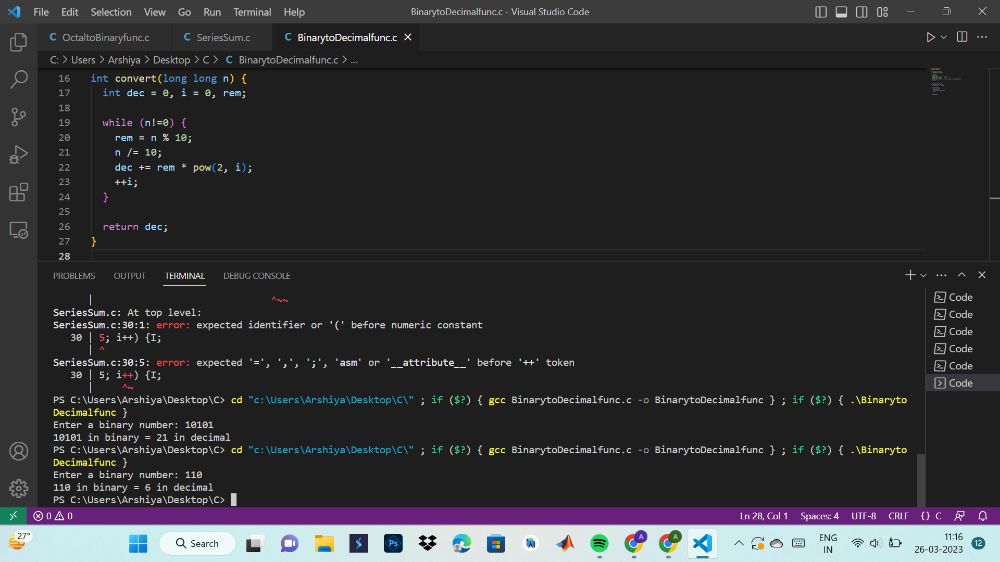 File Edit Selection View Go Run Terminal Help
BinarytoDecimalfunc.c - Visual Studio Code
C OctaltoBinaryfunc.c
C SeriesSum.c
C BinarytoDecimalfunc.c
C: > Users > Arshiya > Desktop > C > C BinarytoDecimalfunc.c > ...
16 int convert(long long n) {
17 int dec = 0, i = 0, rem;
18
19 while (n!=0) {
20 rem = n % 10;
21 n /= 10;
22 dec += rem * pow(2, i);
23 ++i;
24 }
25
26 return dec;
27 }
28
PROBLEMS OUTPUT TERMINAL DEBUG CONSOLE
| ^~~
SeriesSum.c: At top level:
SeriesSum.c:30:1: error: expected identifier or '(' before numeric constant
30 | 5; i++) {I;
| ^
SeriesSum.c:30:5: error: expected '=', ',', ';', 'asm' or '__attribute__' before '++' token
30 | 5; i++) {I;
| ^~
PS C:\Users\Arshiya\Desktop\C> cd "c:\Users\Arshiya\Desktop\C\" ; if ($?) { gcc BinarytoDecimalfunc.c -o BinarytoDecimalfunc } ; if ($?) { .\Binaryto
Decimalfunc }
Enter a binary number: 10101
10101 in binary = 21 in decimal
PS C:\Users\Arshiya\Desktop\C> cd "c:\Users\Arshiya\Desktop\C\" ; if ($?) { gcc BinarytoDecimalfunc.c -o BinarytoDecimalfunc } ; if ($?) { .\Binaryto
Decimalfunc }
Enter a binary number: 110
110 in binary = 6 in decimal
PS C:\Users\Arshiya\Desktop\C>
Code
Code
Code
Code
Code
Code
0 0
Ln 28, Col 1 Spaces: 4 UTF-8 CRLF {} C
27°
Search
Ps
A
A
ENG
IN
11:16
26-03-2023
12